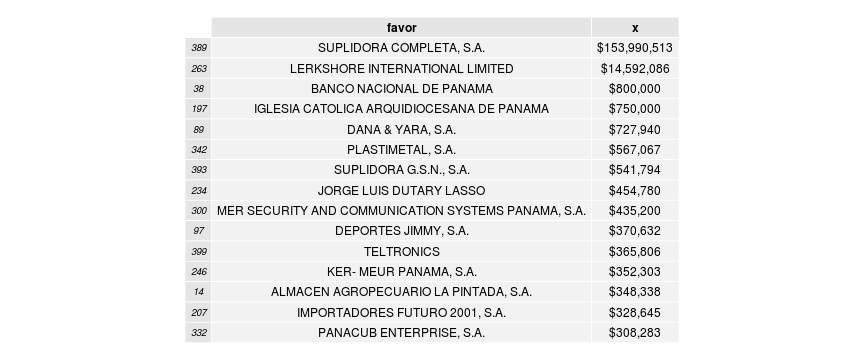 favor x
389 SUPLIDORA COMPLETA, S.A. $153,990,513
263 LERKSHORE INTERNATIONAL LIMITED $14,592,086
38 BANCO NACIONAL DE PANAMA $800,000
197 IGLESIA CATOLICA ARQUIDIOCESANA DE PANAMA $750,000
89 DANA & YARA, S.A. $727,940
342 PLASTIMETAL, S.A. $567,067
393 SUPLIDORA G.S.N., S.A. $541,794
234 JORGE LUIS DUTARY LASSO $454,780
300 MER SECURITY AND COMMUNICATION SYSTEMS PANAMA, S.A. $435,200
97 DEPORTES JIMMY, S.A. $370,632
399 TELTRONICS $365,806
246 KER- MEUR PANAMA, S.A. $352,303
14 ALMACEN AGROPECUARIO LA PINTADA, S.A. $348,338
207 IMPORTADORES FUTURO 2001, S.A. $328,645
332 PANACUB ENTERPRISE, S.A. $308,283